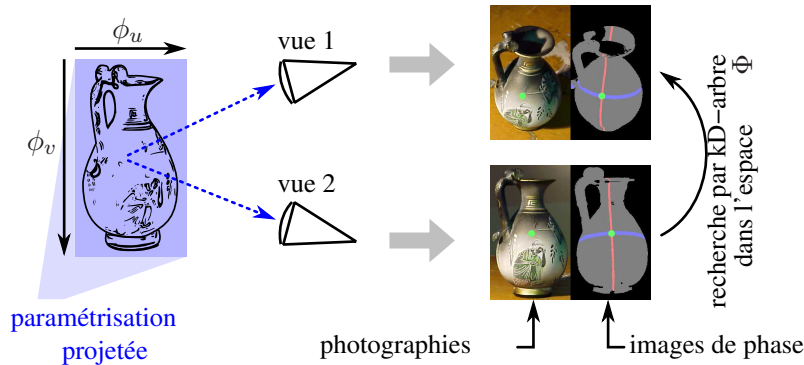 ϕu
vue 1
ϕv
vue 2
recherche par kD−arbre
dans l'espace Φ
paramétrisation
projetée
photographies
images de phase